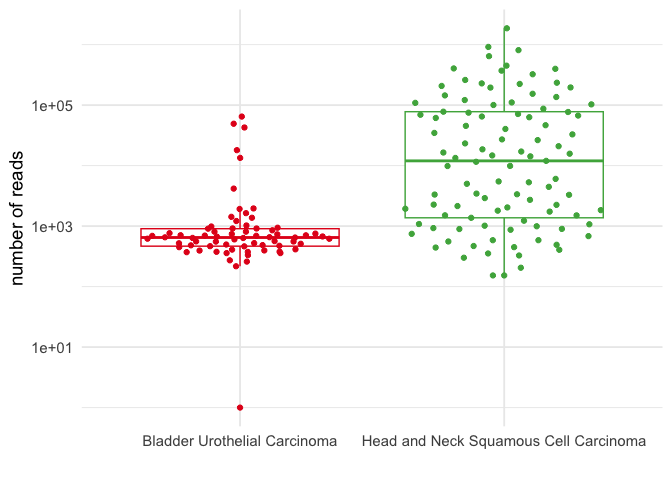 number of reads
1e+05
1e+03
1e+01
Bladder Urothelial Carcinoma
Head and Neck Squamous Cell Carcinoma